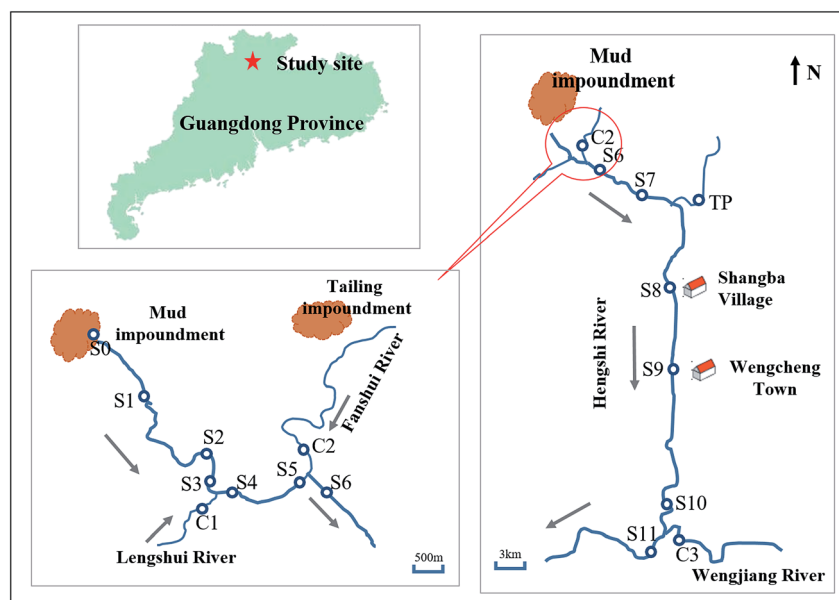 Study site
Guangdong Province
Mud
impoundment
N
C2
S6
S7
TP
S8
Shangba
Village
Hengshi River
S9
Wengcheng
Town
S10
S11
C3
3km
Wengjiang River
Mud
impoundment
Tailing
impoundment
S0
S1
Fanshui River
S2
C2
S3
S4
S5
S6
C1
Lengshui River
500m